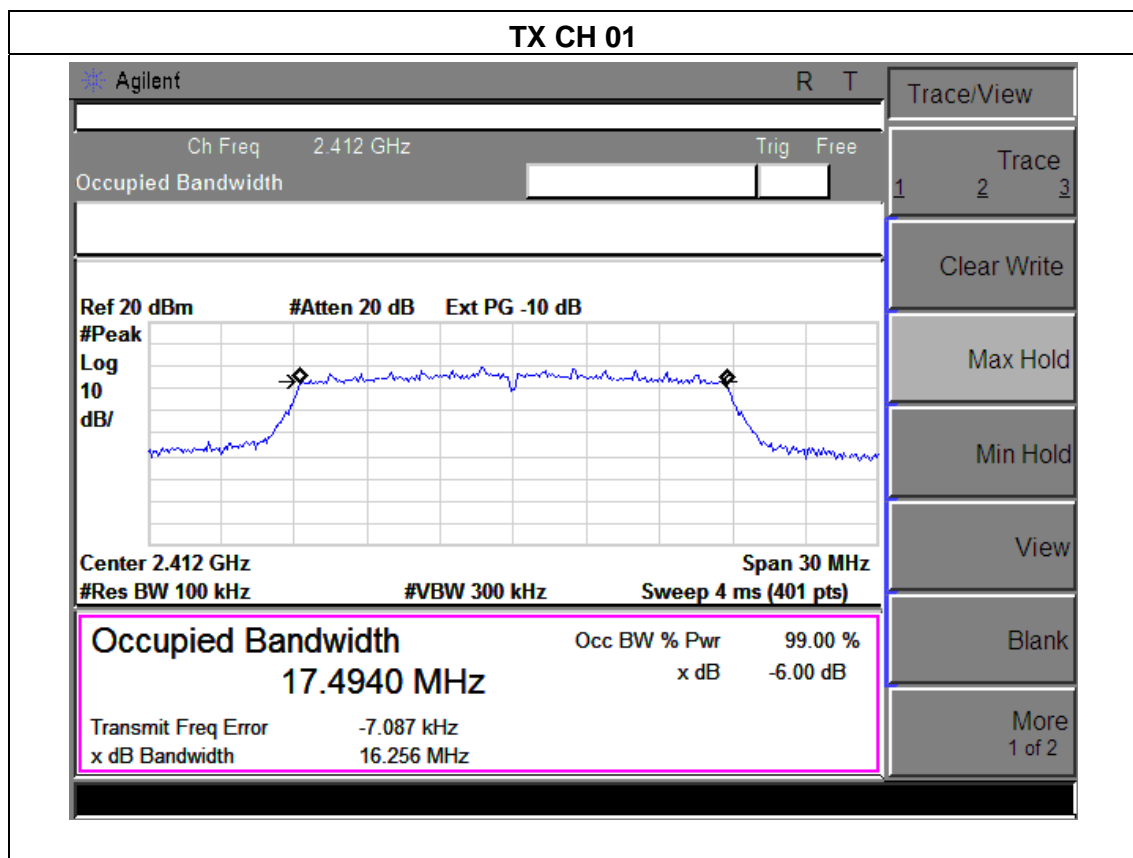 TX CH 01
Agilent R T
Ch Freq 2.412 GHz Trig Free
Occupied Bandwidth
Ref 20 dBm #Atten 20 dB Ext PG -10 dB
#Peak
Log
10
dB/
Center 2.412 GHz Span 30 MHz
#Res BW 100 kHz #VBW 300 kHz Sweep 4 ms (401 pts)
Occupied Bandwidth
17.4940 MHz
Occ BW % Pwr 99.00 %
x dB -6.00 dB
Transmit Freq Error -7.087 kHz
x dB Bandwidth 16.256 MHz
Trace/View
Trace
1 2 3
Clear Write
Max Hold
Min Hold
View
Blank
More
1 of 2